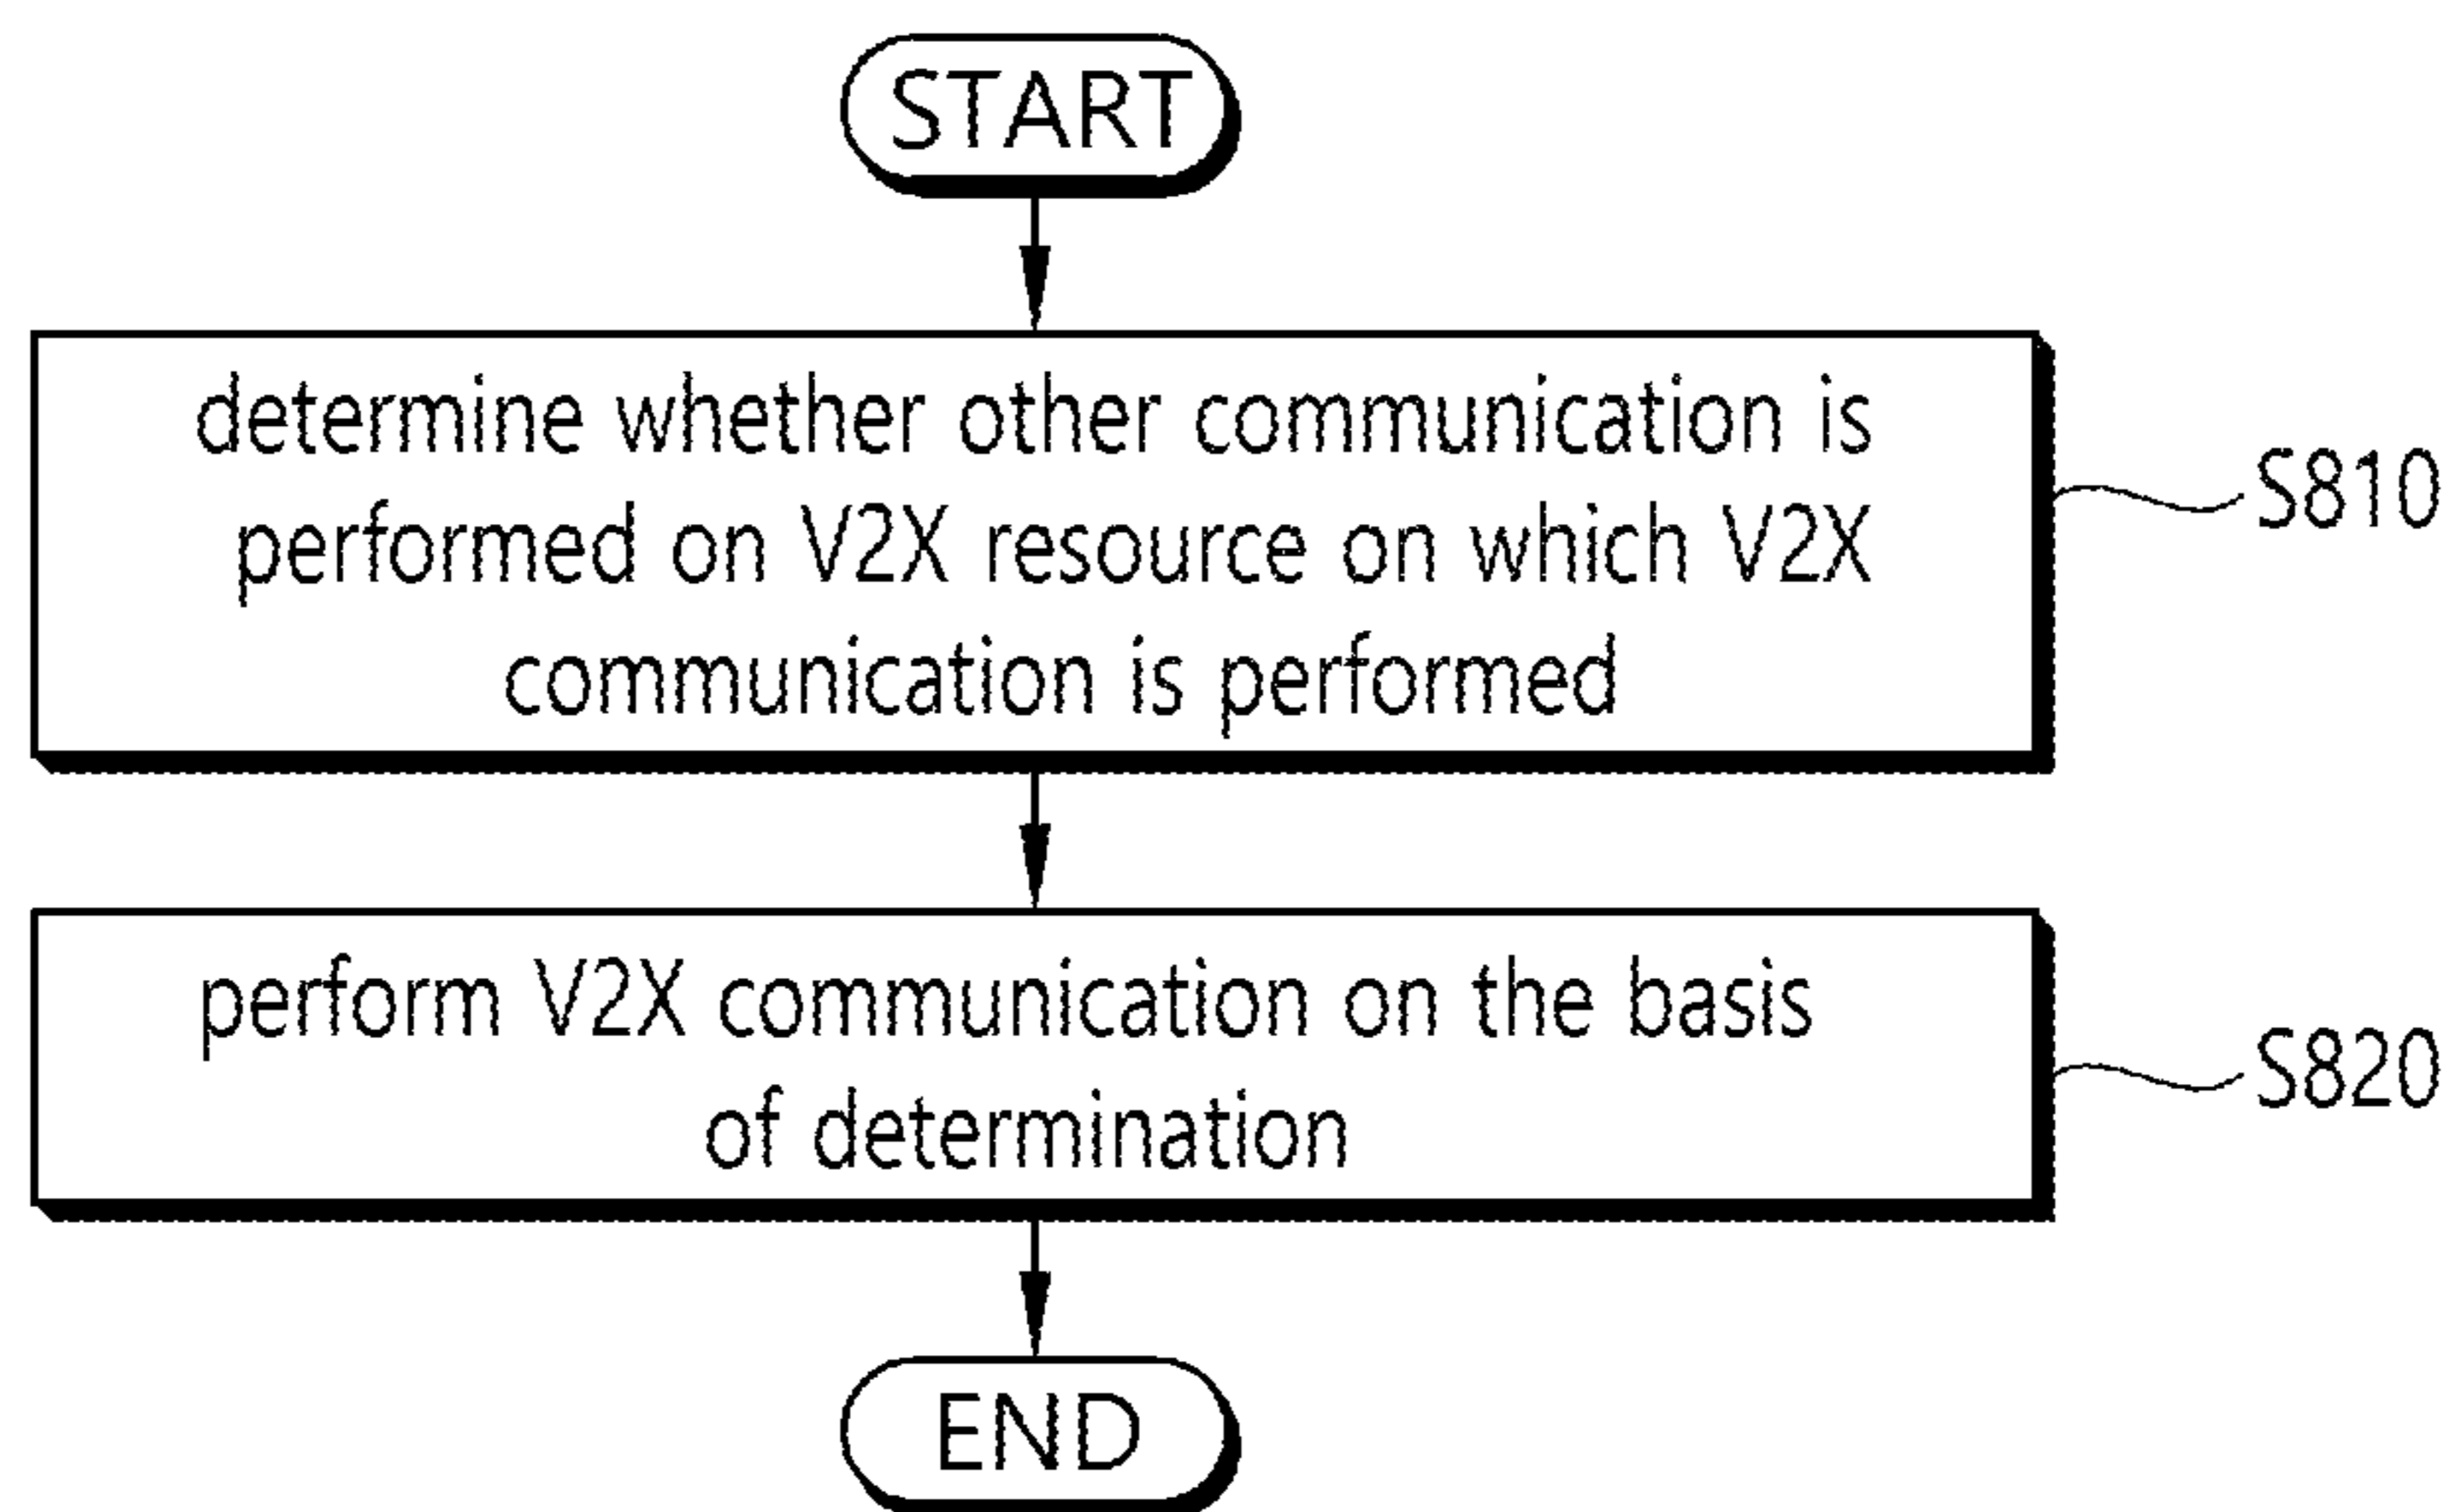 START
determine whether other communication is
performed on V2X resource on which V2X
communication is performed
S810
perform V2X communication on the basis
of determination
S820
END